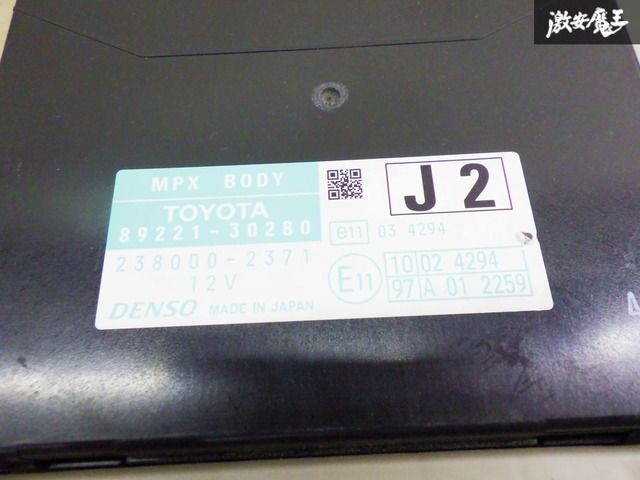 激安魔王
MPX BODY
J2
TOYOTA
89221-30280
e11 03 4294
238000-2371
12V
E11
10 02 4294
97 A 01 2259
DENSO MADE IN JAPAN